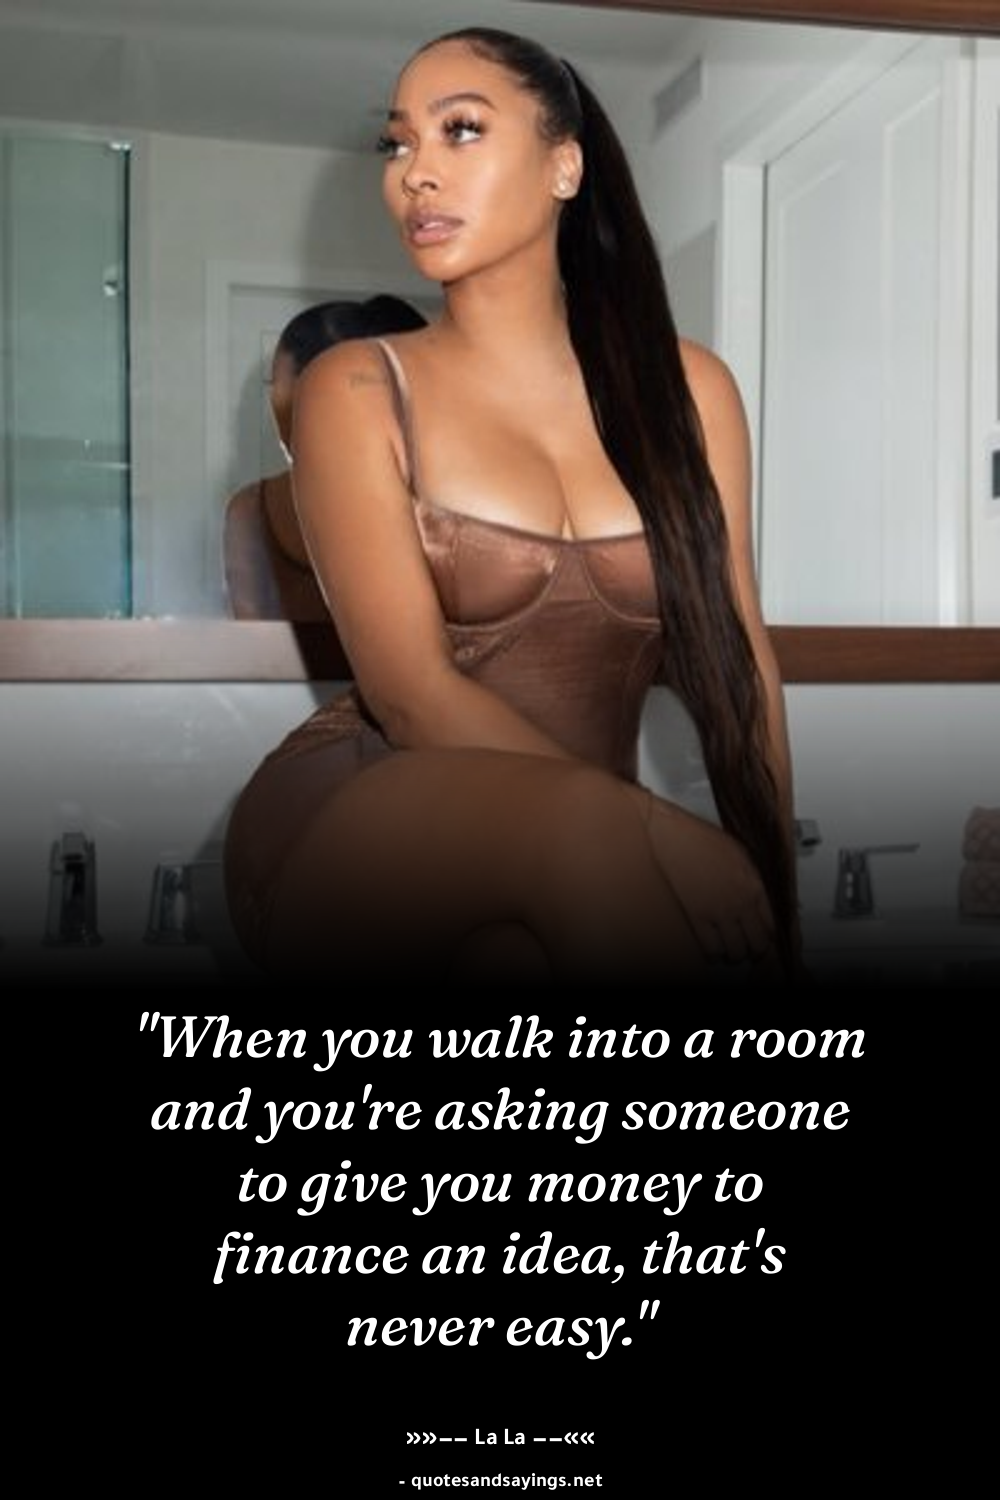 "When you walk into a room
and you're asking someone
to give you money to
finance an idea, that's
never easy."
»»–– La La ––««
- quotesandsayings.net